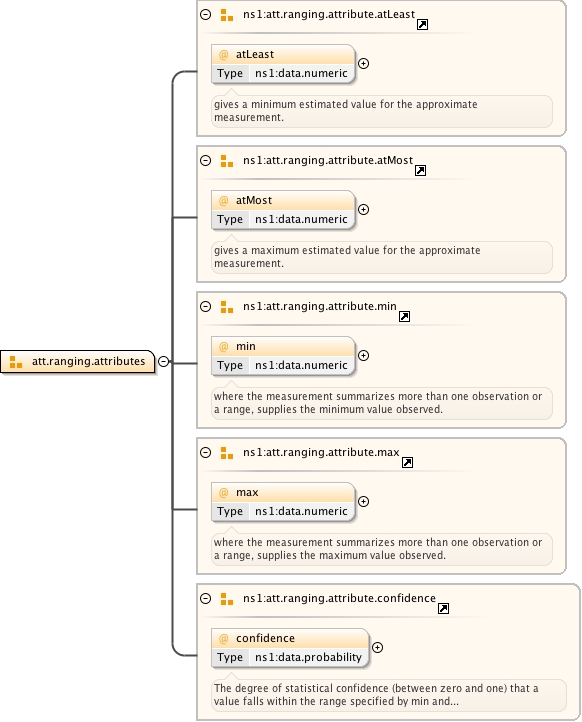 ns1:att.ranging.attribute.atLeast
@ atLeast
Type ns1:data.numeric
gives a minimum estimated value for the approximate
measurement.
ns1:att.ranging.attribute.atMost
@ atMost
Type ns1:data.numeric
gives a maximum estimated value for the approximate
measurement.
ns1:att.ranging.attribute.min
@ min
Type ns1:data.numeric
where the measurement summarizes more than one observation or
a range, supplies the minimum value observed.
att.ranging.attributes
ns1:att.ranging.attribute.max
@ max
Type ns1:data.numeric
where the measurement summarizes more than one observation or
a range, supplies the maximum value observed.
ns1:att.ranging.attribute.confidence
@ confidence
Type ns1:data.probability
The degree of statistical confidence (between zero and one) that a
value falls within the range specified by min and...